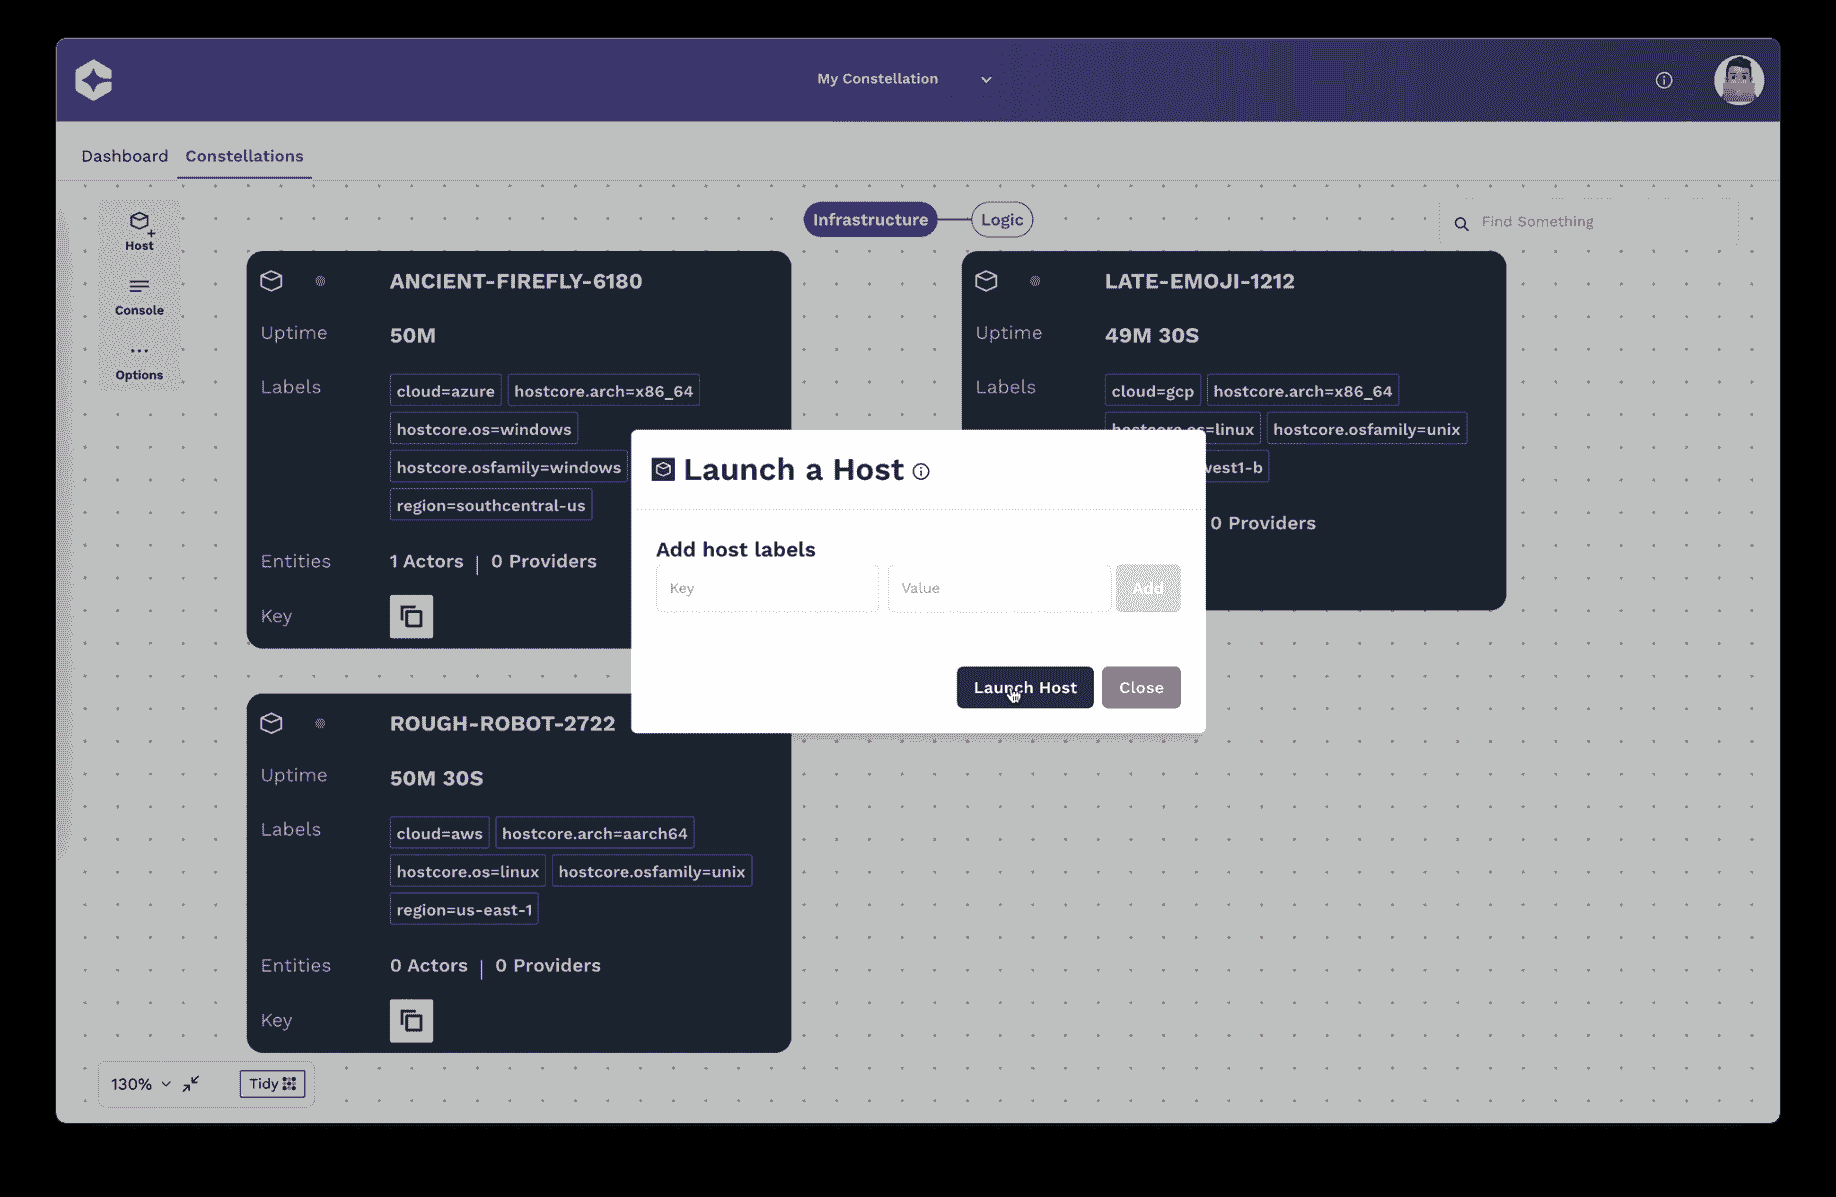 My Constellation
Dashboard Constellations
Host
Console
Options
Infrastructure
Logic
Find Something
ANCIENT-FIREFLY-6180
Uptime 50M
Labels cloud=azure hostcore.arch=x86_64
hostcore.os=windows
hostcore.osfamily=windows
region=southcentral-us
Entities 1 Actors | 0 Providers
Key
LATE-EMOJI-1212
Uptime 49M 30S
Labels cloud=gcp hostcore.arch=x86_64
hostcore.os=linux hostcore.osfamily=unix
0 Providers
Launch a Host
Add host labels
Key Value Add
Launch Host Close
ROUGH-ROBOT-2722
Uptime 50M 30S
Labels cloud=aws hostcore.arch=aarch64
hostcore.os=linux hostcore.osfamily=unix
region=us-east-1
Entities 0 Actors | 0 Providers
Key
130% Tidy